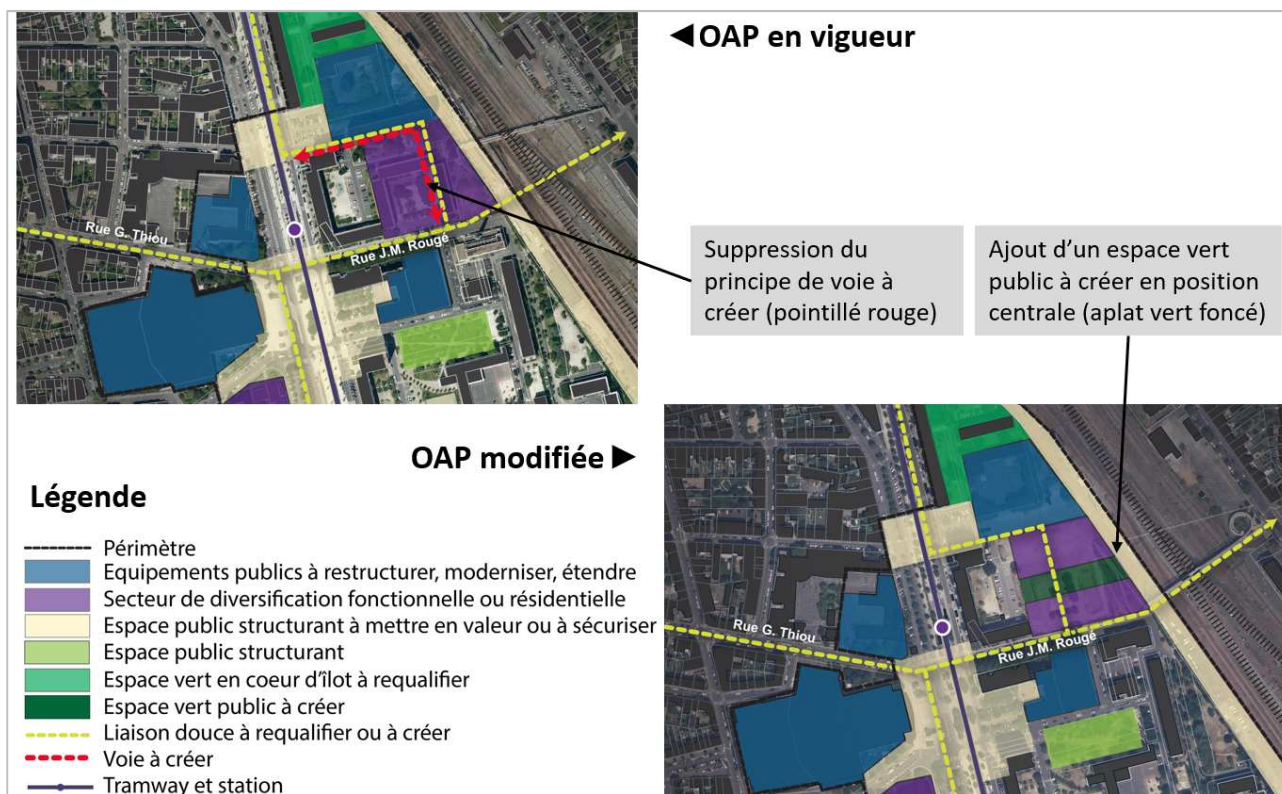 ◄OAP en vigueur
Rue G. Thiou
Rue J.M. Rougé
Suppression du
principe de voie à
créer (pointillé rouge)
Ajout d'un espace vert
public à créer en position
centrale (aplat vert foncé)
OAP modifiée ►
Légende
Périmètre
Equipements publics à restructurer, moderniser, étendre
Secteur de diversification fonctionnelle ou résidentielle
Espace public structurant à mettre en valeur ou à sécuriser
Espace public structurant
Espace vert en coeur d'îlot à requalifier
Espace vert public à créer
Liaison douce à requalifier ou à créer
Voie à créer
Tramway et station
Rue G. Thiou
Rue J.M. Rougé